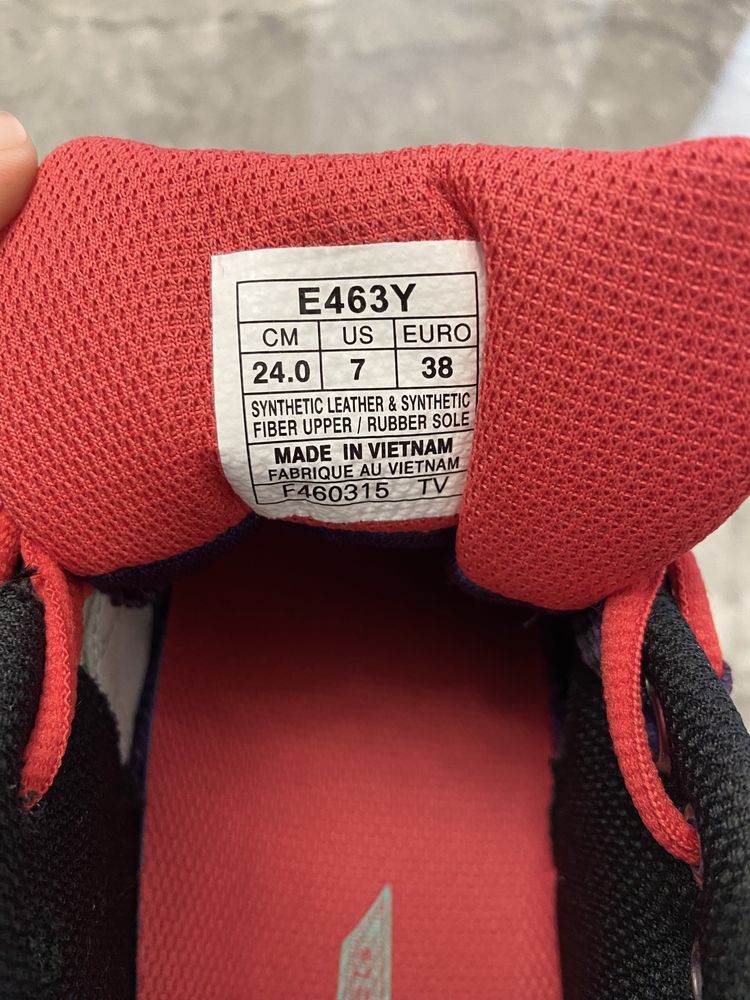 E463Y
CM US EURO
24.0 7 38
SYNTHETIC LEATHER & SYNTHETIC
FIBER UPPER / RUBBER SOLE
MADE IN VIETNAM
FABRIQUE AU VIETNAM
F460315 TV